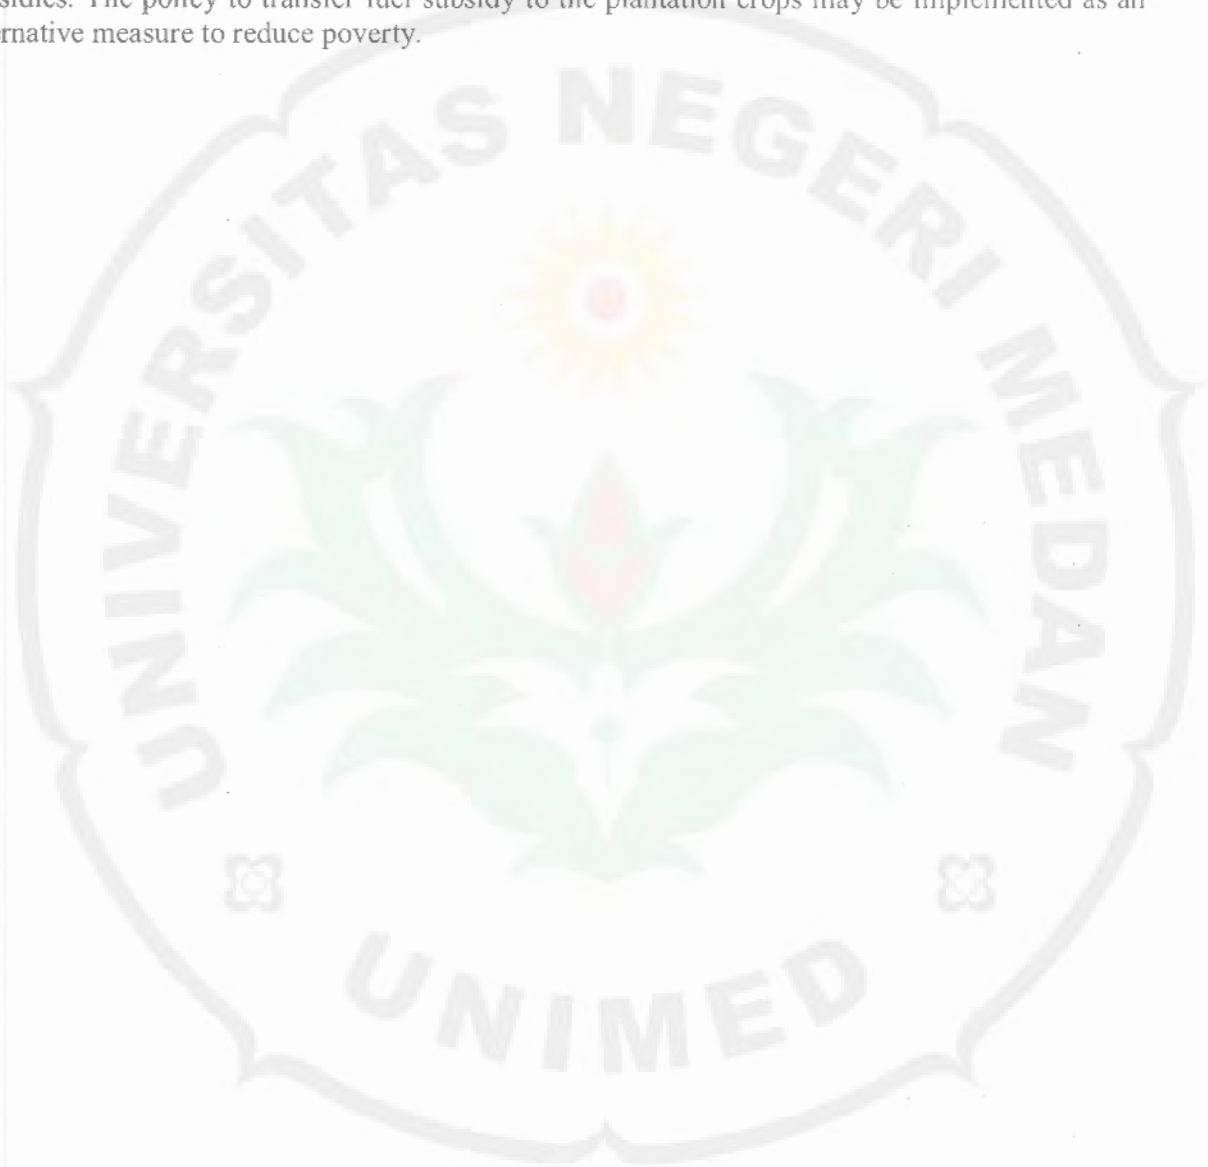 sidies. The policy to transfer fuel subsidy to the plantation crops may be implemented as an
rnative measure to reduce poverty.
UNIVERSITAS NEGERI MEDAN
UNIMED